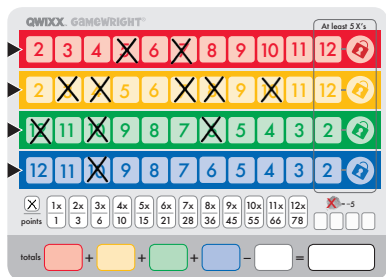 QWIXX. GAMEWRIGHT®
At least 5 X's
2 3 4 5 6 7 8 9 10 11 12
2 3 4 5 6 7 8 9 10 11 12
12 11 10 9 8 7 6 5 4 3 2
12 11 10 9 8 7 6 5 4 3 2
X 1x 2x 3x 4x 5x 6x 7x 8x 9x 10x 11x 12x
points 1 3 6 10 15 21 28 36 45 55 66 78
X = -5
totals + + + - =